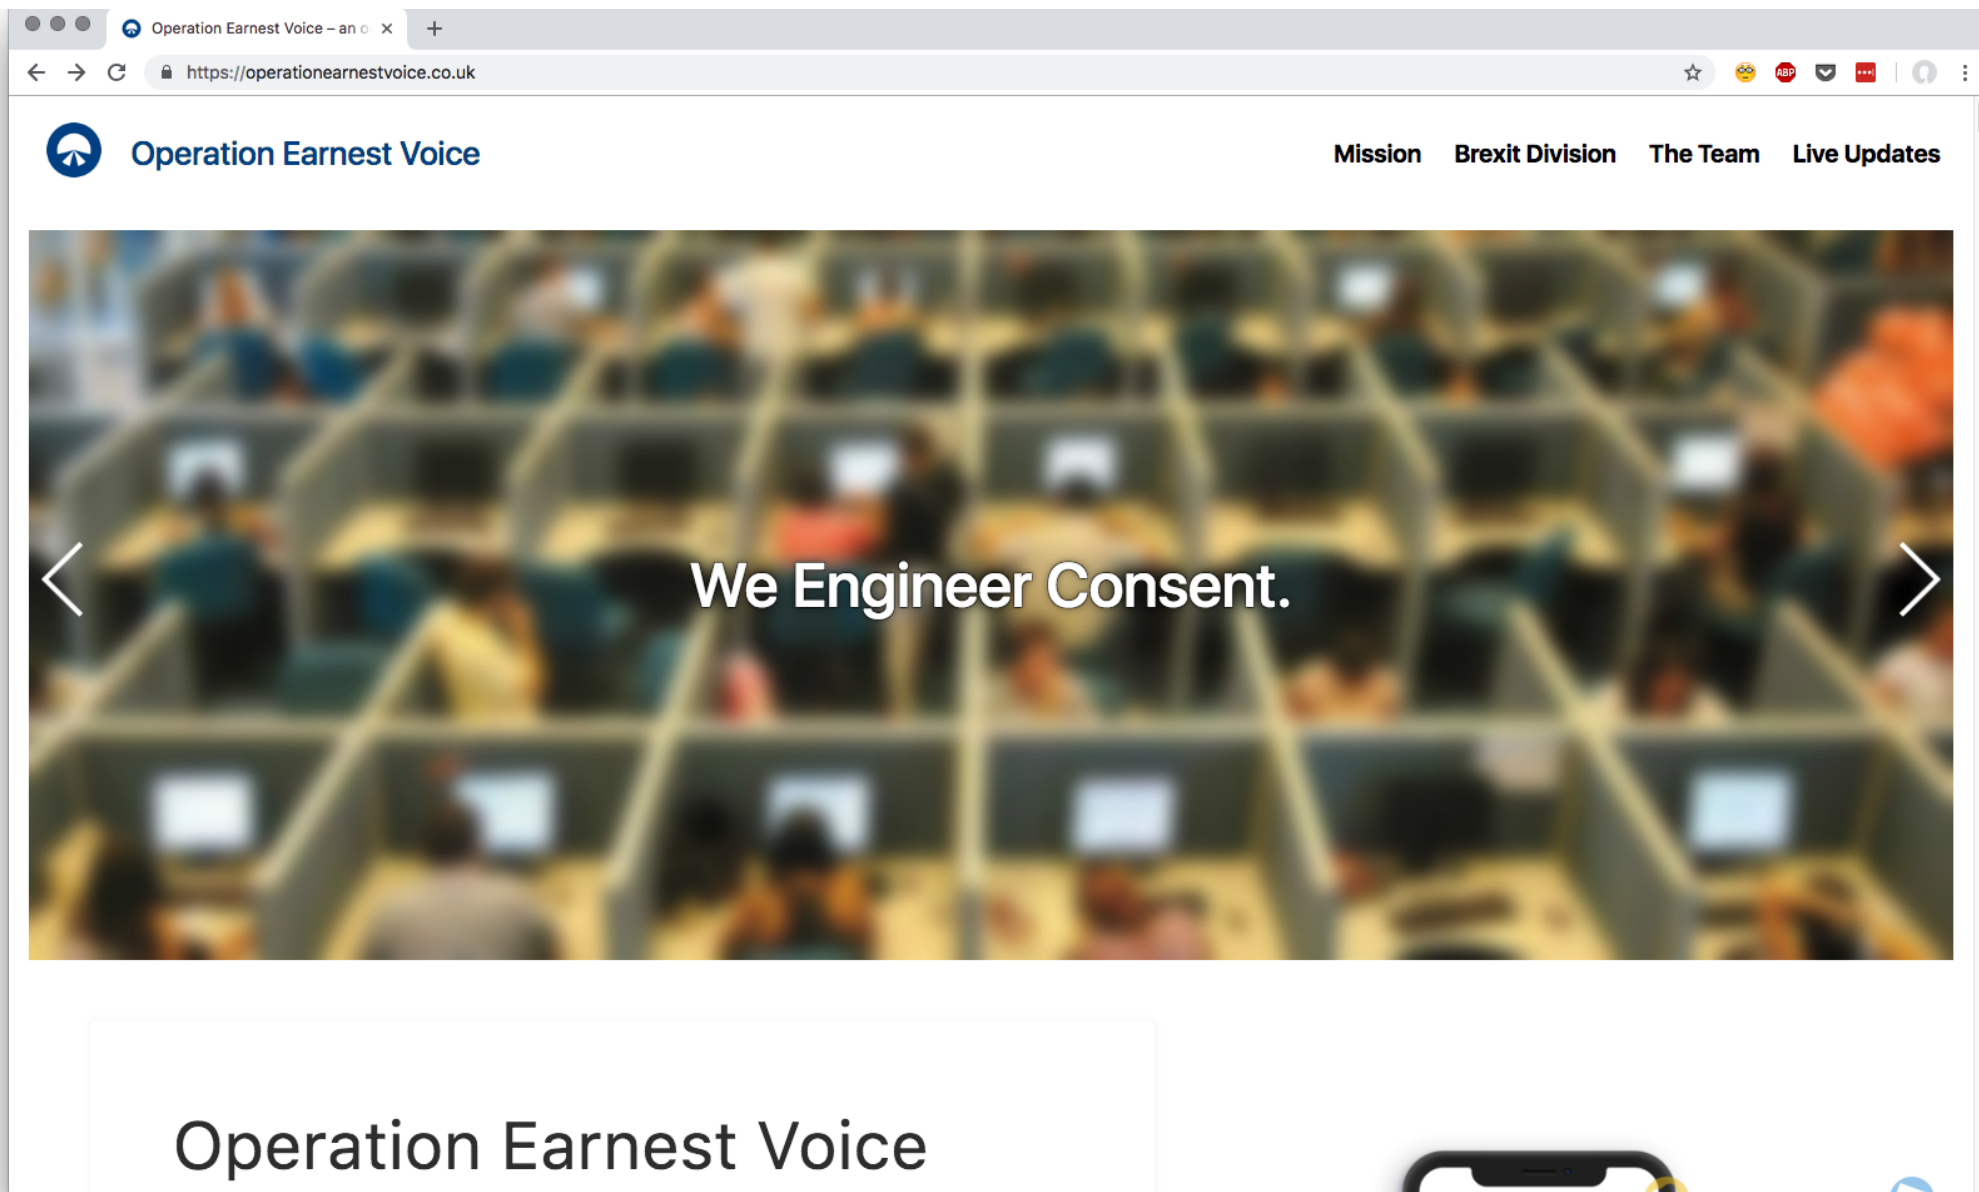 Operation Earnest Voice – an o
https://operationearnestvoice.co.uk
ABP
Operation Earnest Voice
Mission Brexit Division The Team Live Updates
We Engineer Consent.
Operation Earnest Voice